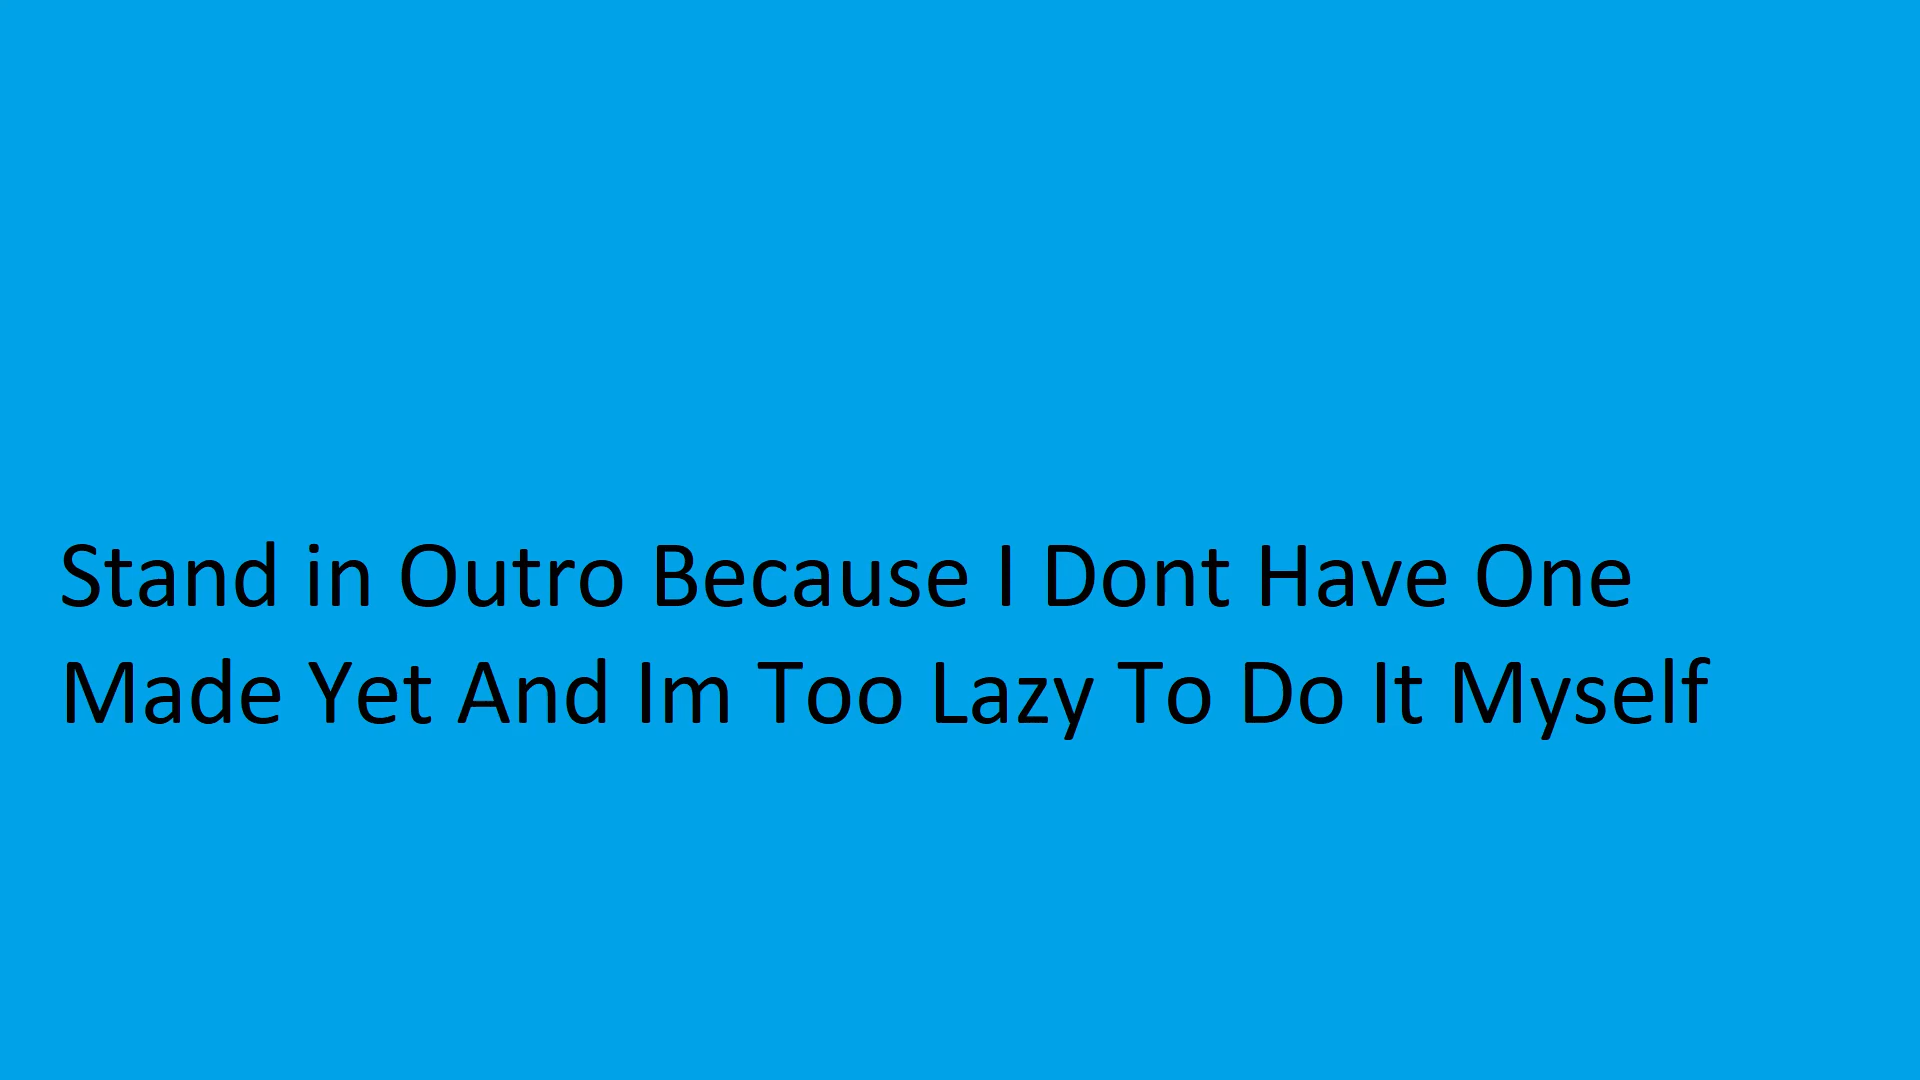 Stand in Outro Because I Dont Have One
Made Yet And Im Too Lazy To Do It Myself